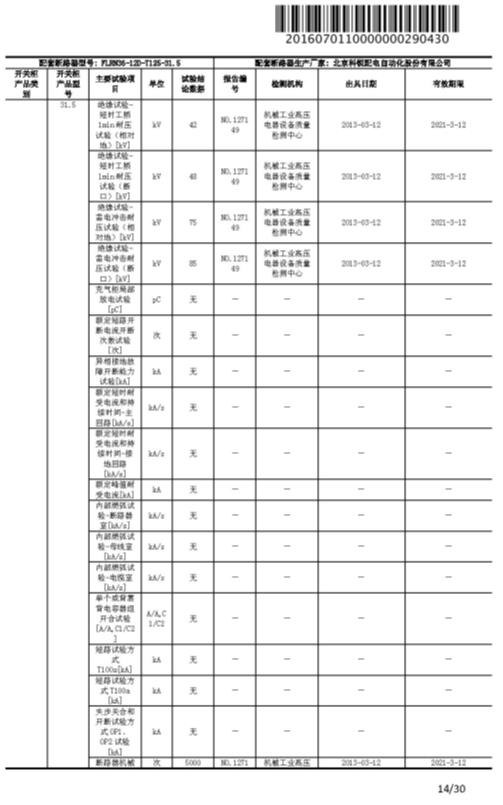 2016070110000000290430
配套断路器型号：FLRN36-12D-T125-31.5 配套断路器生产厂家：北京科锐配电自动化股份有限公司
开关柜产品类别 开关柜产品型号 主要试验项目 单位 试验结论数据 报告编号 检测机构 出具日期 有效期限
31.5 绝缘试验-短时工频1min耐压试验（相对地）[kV] kV 42 NO.127149 机械工业高压电器设备质量检测中心 2013-03-12 2021-3-12
绝缘试验-短时工频1min耐压试验（断口）[kV] kV 48 NO.127149 机械工业高压电器设备质量检测中心 2013-03-12 2021-3-12
绝缘试验-雷电冲击耐压试验（相对地）[kV] kV 75 NO.127149 机械工业高压电器设备质量检测中心 2013-03-12 2021-3-12
绝缘试验-雷电冲击耐压试验（断口）[kV] kV 85 NO.127149 机械工业高压电器设备质量检测中心 2013-03-12 2021-3-12
充气柜局部放电试验[pC] pC 无 — — — —
额定短路开断电流开断次数试验[次] 次 无 — — — —
异相接地故障开断能力试验[kA] kA 无 — — — —
额定短时耐受电流和持续时间-主回路[kA/s] kA/s 无 — — — —
额定短时耐受电流和持续时间-接地回路[kA/s] kA/s 无 — — — —
额定峰值耐受电流[kA] kA 无 — — — —
内部燃弧试验-断路器室[kA/s] kA/s 无 — — — —
内部燃弧试验-母线室[kA/s] kA/s 无 — — — —
内部燃弧试验-电缆室[kA/s] kA/s 无 — — — —
单个或背靠背电容器组开合试验[A/A,C1/C2] A/A,C1/C2 无 — — — —
短路试验方式T100s[kA] kA 无 — — — —
短路试验方式T100a[kA] kA 无 — — — —
失步关合和开断试验方式OP1、OP2试验[kA] kA 无 — — — —
断路器机械 次 5000 NO.1271 机械工业高压 2013-03-12 2021-3-12
14/30